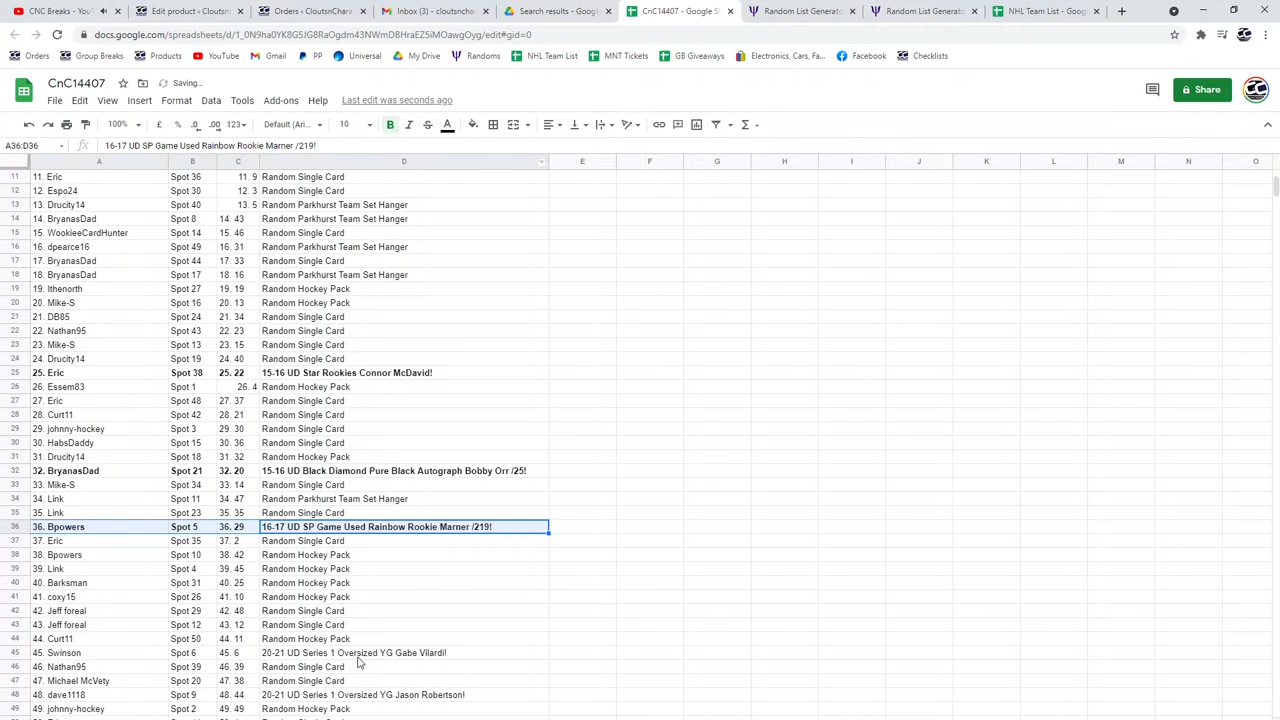 CnC Break
Edit product ‹ CloutsnC
Orders ‹ CloutsnChara
Inbox (3) - cloutsnchar
Search results - Google
CnC14407 - Google Sh
Random List Generato
Random List Generato
NHL Team List - Goog
docs.google.com/spreadsheets/d/1_0N9ha0YK8G5JG8RaOgdm43NWmDBHraEZ5iMOawgOyg/edit#gid=0
Orders Group Breaks Products YouTube Gmail PP Universal My Drive Randoms NHL Team List MNT Tickets GB Giveaways Electronics, Cars, Fa... Facebook Checklists
CnC14407 Saving...
File Edit View Insert Format Data Tools Add-ons Help Last edit was seconds ago Share
100% £ % .0 .00 123 Default (Ari... 10 B I S A
A36:D36 fx 16-17 UD SP Game Used Rainbow Rookie Marner /219!
A B C D E F G H I J K L M N O
11 11. Eric Spot 36 11. 9 Random Single Card
12 12. Espo24 Spot 30 12. 3 Random Single Card
13 13. Drucity14 Spot 40 13. 5 Random Parkhurst Team Set Hanger
14 14. BryanasDad Spot 8 14. 43 Random Parkhurst Team Set Hanger
15 15. WookieeCardHunter Spot 14 15. 46 Random Single Card
16 16. dpearce16 Spot 49 16. 31 Random Parkhurst Team Set Hanger
17 17. BryanasDad Spot 44 17. 33 Random Single Card
18 18. BryanasDad Spot 17 18. 16 Random Parkhurst Team Set Hanger
19 19. Ithenorth Spot 27 19. 19 Random Hockey Pack
20 20. Mike-S Spot 16 20. 13 Random Hockey Pack
21 21. DB85 Spot 24 21. 34 Random Single Card
22 22. Nathan95 Spot 43 22. 23 Random Single Card
23 23. Mike-S Spot 13 23. 15 Random Single Card
24 24. Drucity14 Spot 19 24. 40 Random Single Card
25 25. Eric Spot 38 25. 22 15-16 UD Star Rookies Connor McDavid!
26 26. Essem83 Spot 1 26. 4 Random Hockey Pack
27 27. Eric Spot 48 27. 37 Random Single Card
28 28. Curt11 Spot 42 28. 21 Random Single Card
29 29. johnny-hockey Spot 3 29. 30 Random Single Card
30 30. HabsDaddy Spot 15 30. 36 Random Single Card
31 31. Drucity14 Spot 18 31. 32 Random Hockey Pack
32 32. BryanasDad Spot 21 32. 20 15-16 UD Black Diamond Pure Black Autograph Bobby Orr /25!
33 33. Mike-S Spot 34 33. 14 Random Single Card
34 34. Link Spot 11 34. 47 Random Parkhurst Team Set Hanger
35 35. Link Spot 23 35. 35 Random Single Card
36 36. Bpowers Spot 5 36. 29 16-17 UD SP Game Used Rainbow Rookie Marner /219!
37 37. Eric Spot 35 37. 2 Random Single Card
38 38. Bpowers Spot 10 38. 42 Random Hockey Pack
39 39. Link Spot 4 39. 45 Random Hockey Pack
40 40. Barksman Spot 31 40. 25 Random Hockey Pack
41 41. coxy15 Spot 26 41. 10 Random Hockey Pack
42 42. Jeff foreal Spot 29 42. 48 Random Single Card
43 43. Jeff foreal Spot 12 43. 12 Random Single Card
44 44. Curt11 Spot 50 44. 11 Random Hockey Pack
45 45. Swinson Spot 6 45. 6 20-21 UD Series 1 Oversized YG Gabe Vilardi!
46 46. Nathan95 Spot 39 46. 39 Random Single Card
47 47. Michael McVety Spot 20 47. 38 Random Single Card
48 48. dave1118 Spot 9 48. 44 20-21 UD Series 1 Oversized YG Jason Robertson!
49 49. johnny-hockey Spot 2 49. 49 Random Hockey Pack